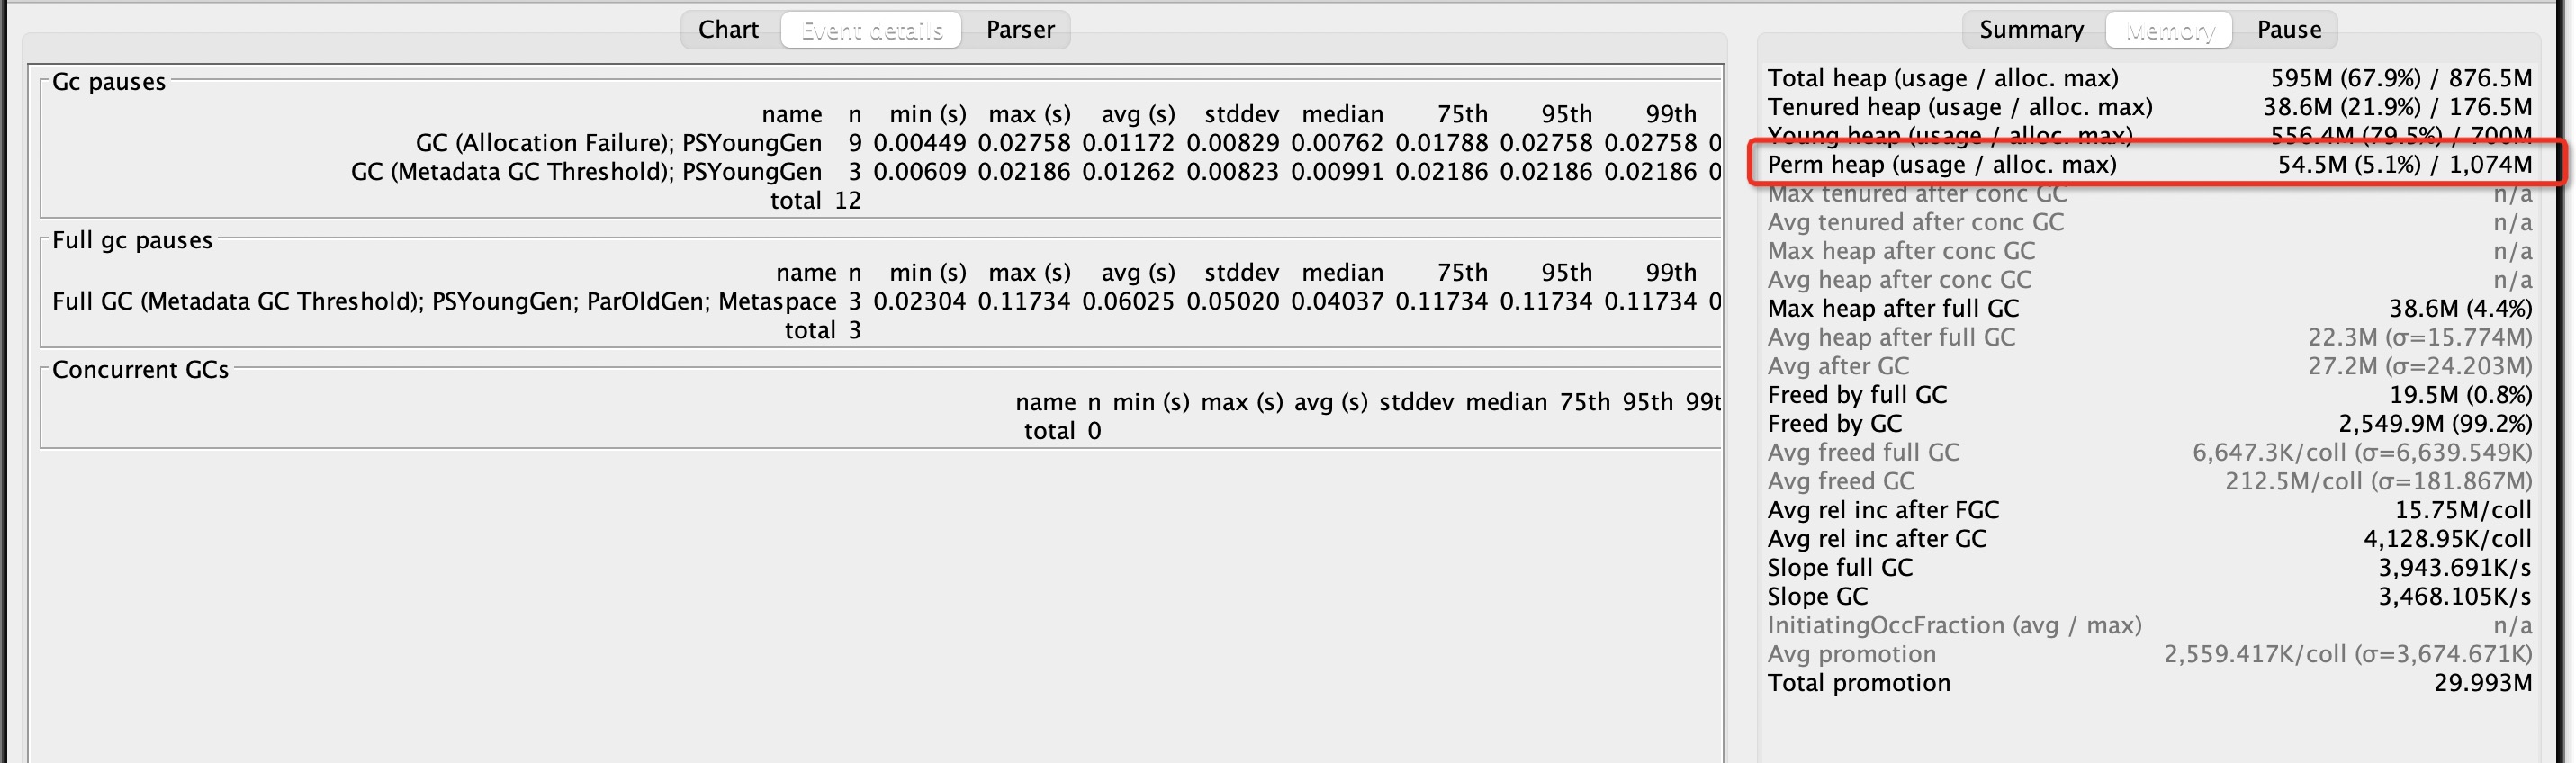 Chart Event details Parser
Gc pauses
name n min (s) max (s) avg (s) stddev median 75th 95th 99th
GC (Allocation Failure); PSYoungGen 9 0.00449 0.02758 0.01172 0.00829 0.00762 0.01788 0.02758 0.02758 0
GC (Metadata GC Threshold); PSYoungGen 3 0.00609 0.02186 0.01262 0.00823 0.00991 0.02186 0.02186 0.02186 0
total 12
Full gc pauses
name n min (s) max (s) avg (s) stddev median 75th 95th 99th
Full GC (Metadata GC Threshold); PSYoungGen; ParOldGen; Metaspace 3 0.02304 0.11734 0.06025 0.05020 0.04037 0.11734 0.11734 0.11734 0
total 3
Concurrent GCs
name n min (s) max (s) avg (s) stddev median 75th 95th 99t
total 0
Summary Memory Pause
Total heap (usage / alloc. max) 595M (67.9%) / 876.5M
Tenured heap (usage / alloc. max) 38.6M (21.9%) / 176.5M
Young heap (usage / alloc. max) 556.4M (79.5%) / 700M
Perm heap (usage / alloc. max) 54.5M (5.1%) / 1,074M
Max tenured after conc GC n/a
Avg tenured after conc GC n/a
Max heap after conc GC n/a
Avg heap after conc GC n/a
Max heap after full GC 38.6M (4.4%)
Avg heap after full GC 22.3M (σ=15.774M)
Avg after GC 27.2M (σ=24.203M)
Freed by full GC 19.5M (0.8%)
Freed by GC 2,549.9M (99.2%)
Avg freed full GC 6,647.3K/coll (σ=6,639.549K)
Avg freed GC 212.5M/coll (σ=181.867M)
Avg rel inc after FGC 15.75M/coll
Avg rel inc after GC 4,128.95K/coll
Slope full GC 3,943.691K/s
Slope GC 3,468.105K/s
InitiatingOccFraction (avg / max) n/a
Avg promotion 2,559.417K/coll (σ=3,674.671K)
Total promotion 29.993M